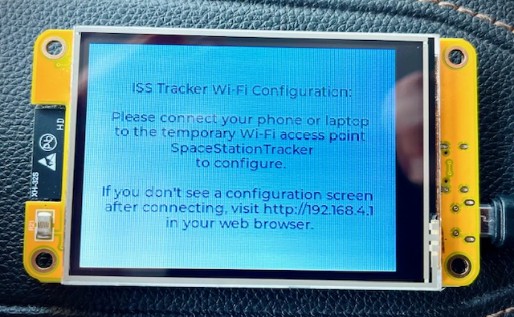 ISS Tracker Wi-Fi Configuration:
Please connect your phone or laptop
to the temporary Wi-Fi access point
SpaceStationTracker
to configure.
If you don't see a configuration screen
after connecting, visit http://192.168.4.1
in your web browser.
XH-32S
HD